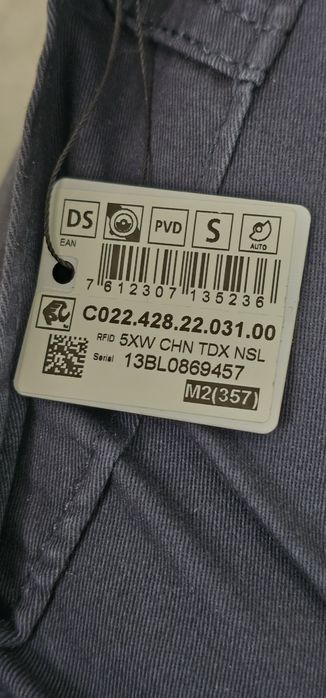 DS PVD S AUTO
EAN
7 612307 135236
C022.428.22.031.00
RFID 5XW CHN TDX NSL
Serial 13BL0869457
M2(357)